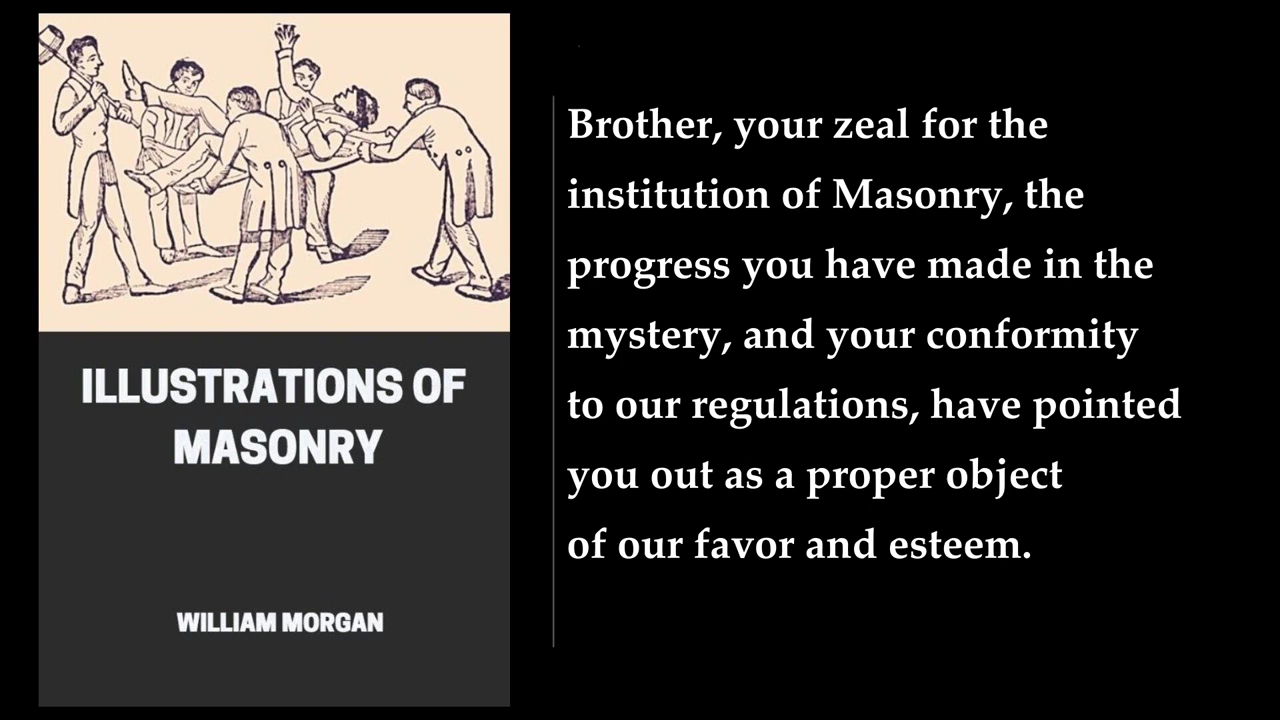 ILLUSTRATIONS OF
MASONRY
WILLIAM MORGAN
Brother, your zeal for the
institution of Masonry, the
progress you have made in the
mystery, and your conformity
to our regulations, have pointed
you out as a proper object
of our favor and esteem.